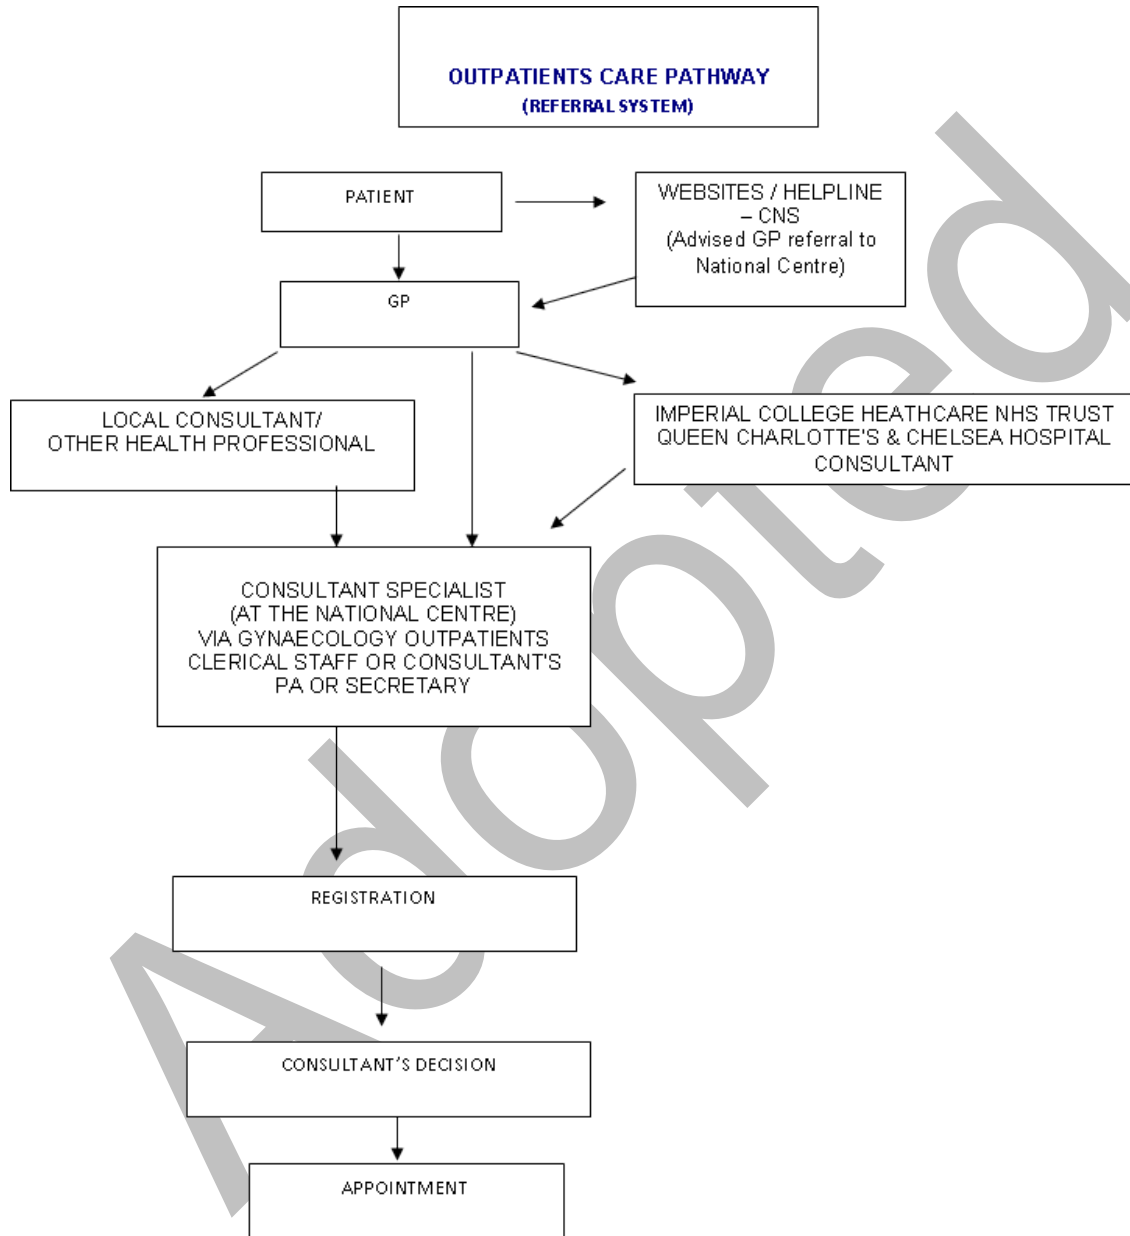 OUTPATIENTS CARE PATHWAY
(REFERRAL SYSTEM)
PATIENT
WEBSITES / HELPLINE
– CNS
(Advised GP referral to
National Centre)
GP
LOCAL CONSULTANT/
OTHER HEALTH PROFESSIONAL
IMPERIAL COLLEGE HEATHCARE NHS TRUST
QUEEN CHARLOTTE'S & CHELSEA HOSPITAL
CONSULTANT
CONSULTANT SPECIALIST
(AT THE NATIONAL CENTRE)
VIA GYNAECOLOGY OUTPATIENTS
CLERICAL STAFF OR CONSULTANT'S
PA OR SECRETARY
REGISTRATION
CONSULTANT'S DECISION
APPOINTMENT
Adopted